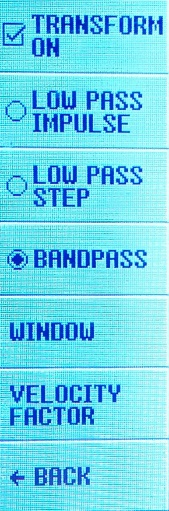 TRANSFORM
ON
LOW PASS
IMPULSE
LOW PASS
STEP
BANDPASS
WINDOW
VELOCITY
FACTOR
← BACK